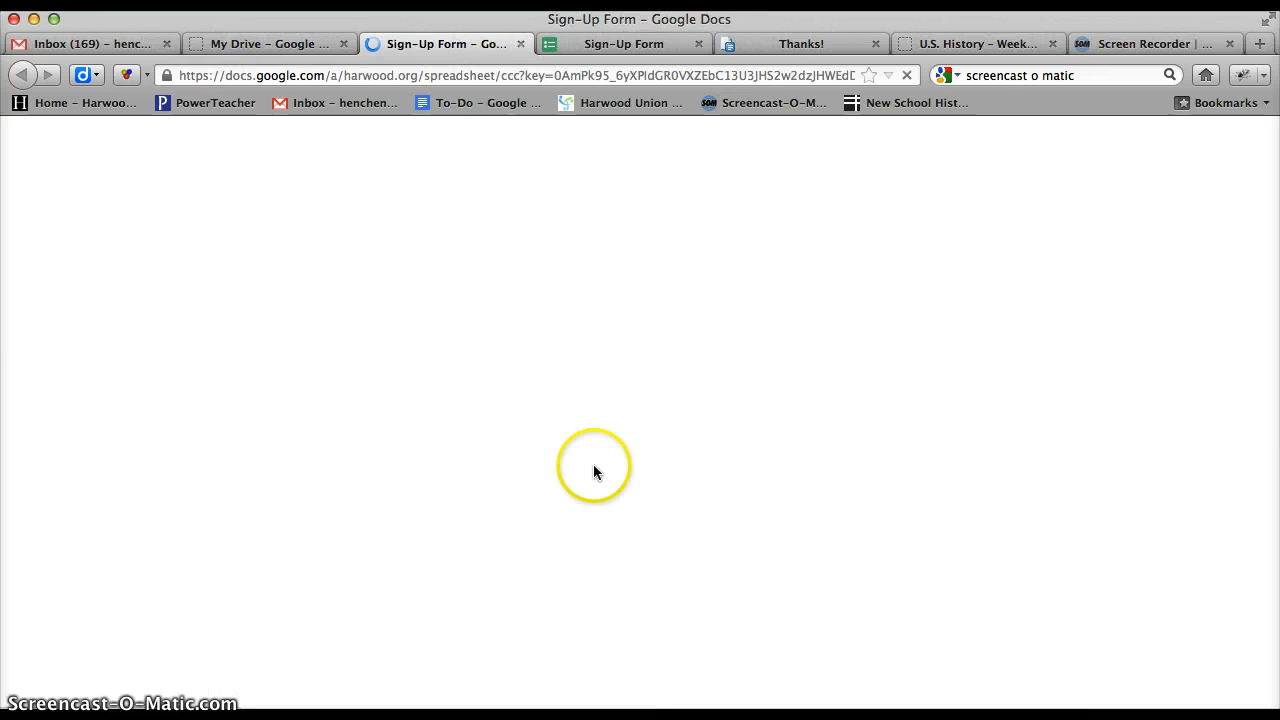 Sign-Up Form - Google Docs
Inbox (169) - henc... My Drive - Google ... Sign-Up Form - Go... Sign-Up Form Thanks! U.S. History - Week... Screen Recorder | ...
https://docs.google.com/a/harwood.org/spreadsheet/ccc?key=0AmPk95_6yXPldGR0VXZEbC13U3JHS2w2dzJHWEdD screencast o matic
Home - Harwoo... PowerTeacher Inbox - henchen... To-Do - Google ... Harwood Union ... Screencast-O-M... New School Hist... Bookmarks
Screencast-O-Matic.com